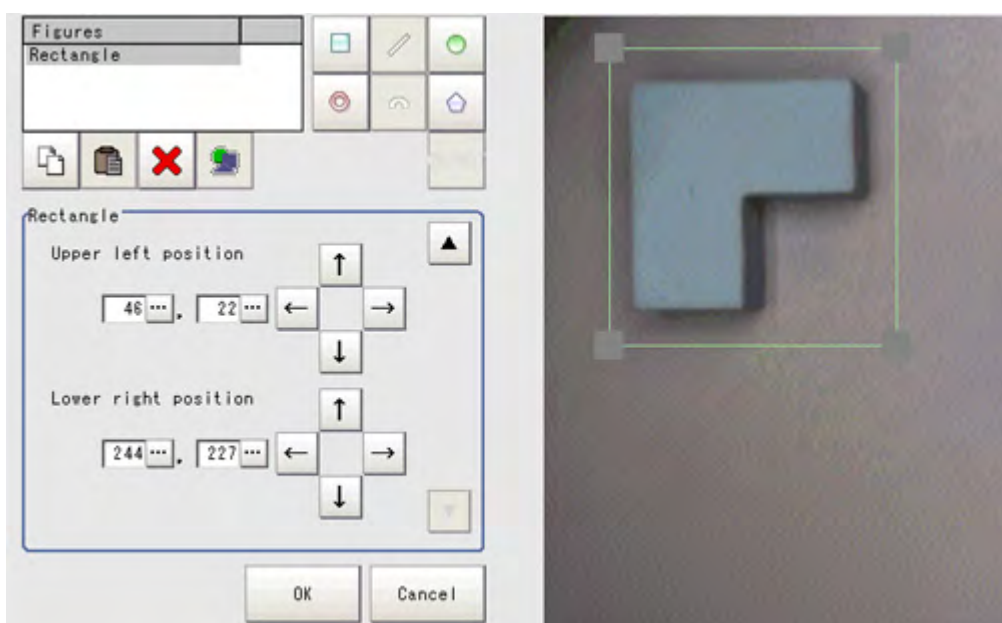 Figures
Rectangle
Rectangle
Upper left position
46 ... , 22 ...
Lower right position
244 ... , 227 ...
OK
Cancel